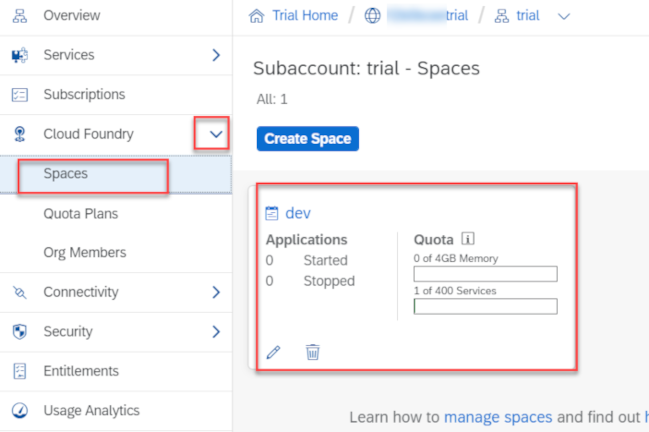 Overview
Services
Subscriptions
Cloud Foundry
Spaces
Quota Plans
Org Members
Connectivity
Security
Entitlements
Usage Analytics
Trial Home / trial / trial
Subaccount: trial - Spaces
All: 1
Create Space
dev
Applications
0 Started
0 Stopped
Quota
0 of 4GB Memory
1 of 400 Services
Learn how to manage spaces and find out